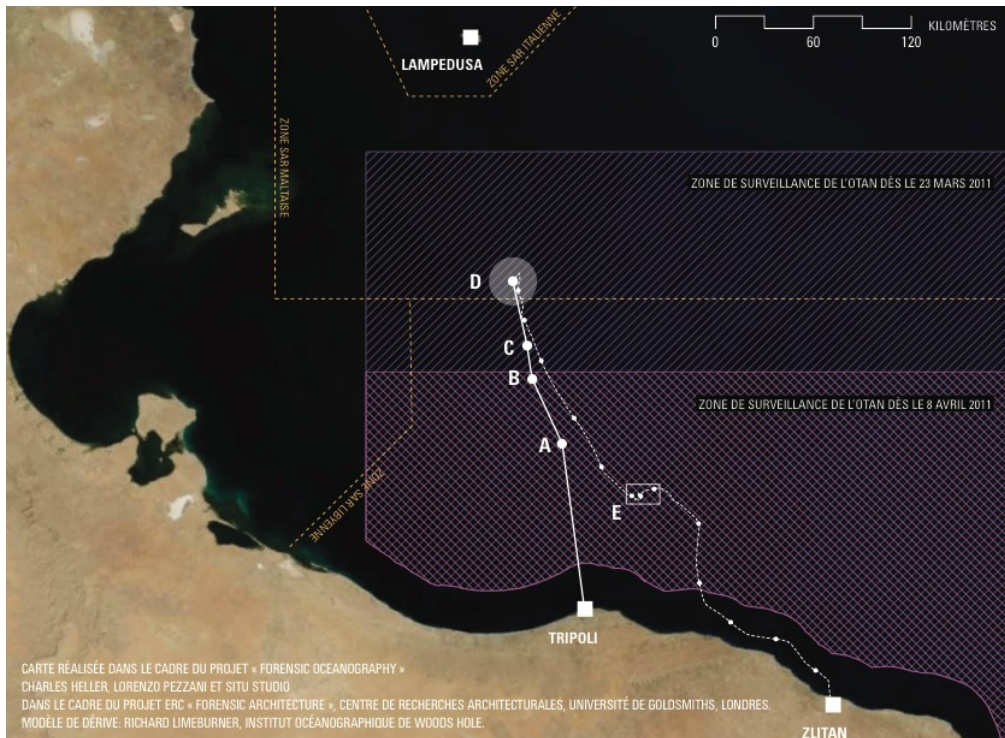 KILOMÈTRES
0 60 120
LAMPEDUSA
ZONE SAR ITALIENNE
ZONE SAR MALTAISE
ZONE DE SURVEILLANCE DE L'OTAN DÈS LE 23 MARS 2011
D
C
B
ZONE DE SURVEILLANCE DE L'OTAN DÈS LE 8 AVRIL 2011
A
ZONE SAR LIBYENNE
E
TRIPOLI
CARTE RÉALISÉE DANS LE CADRE DU PROJET « FORENSIC OCEANOGRAPHY »
CHARLES HELLER, LORENZO PEZZANI ET SITU STUDIO
DANS LE CADRE DU PROJET ERC « FORENSIC ARCHITECTURE », CENTRE DE RECHERCHES ARCHITECTURALES, UNIVERSITÉ DE GOLDSMITHS, LONDRES.
MODÈLE DE DÉRIVE: RICHARD LIMEBURNER, INSTITUT OCÉANOGRAPHIQUE DE WOODS HOLE.
ZLITAN